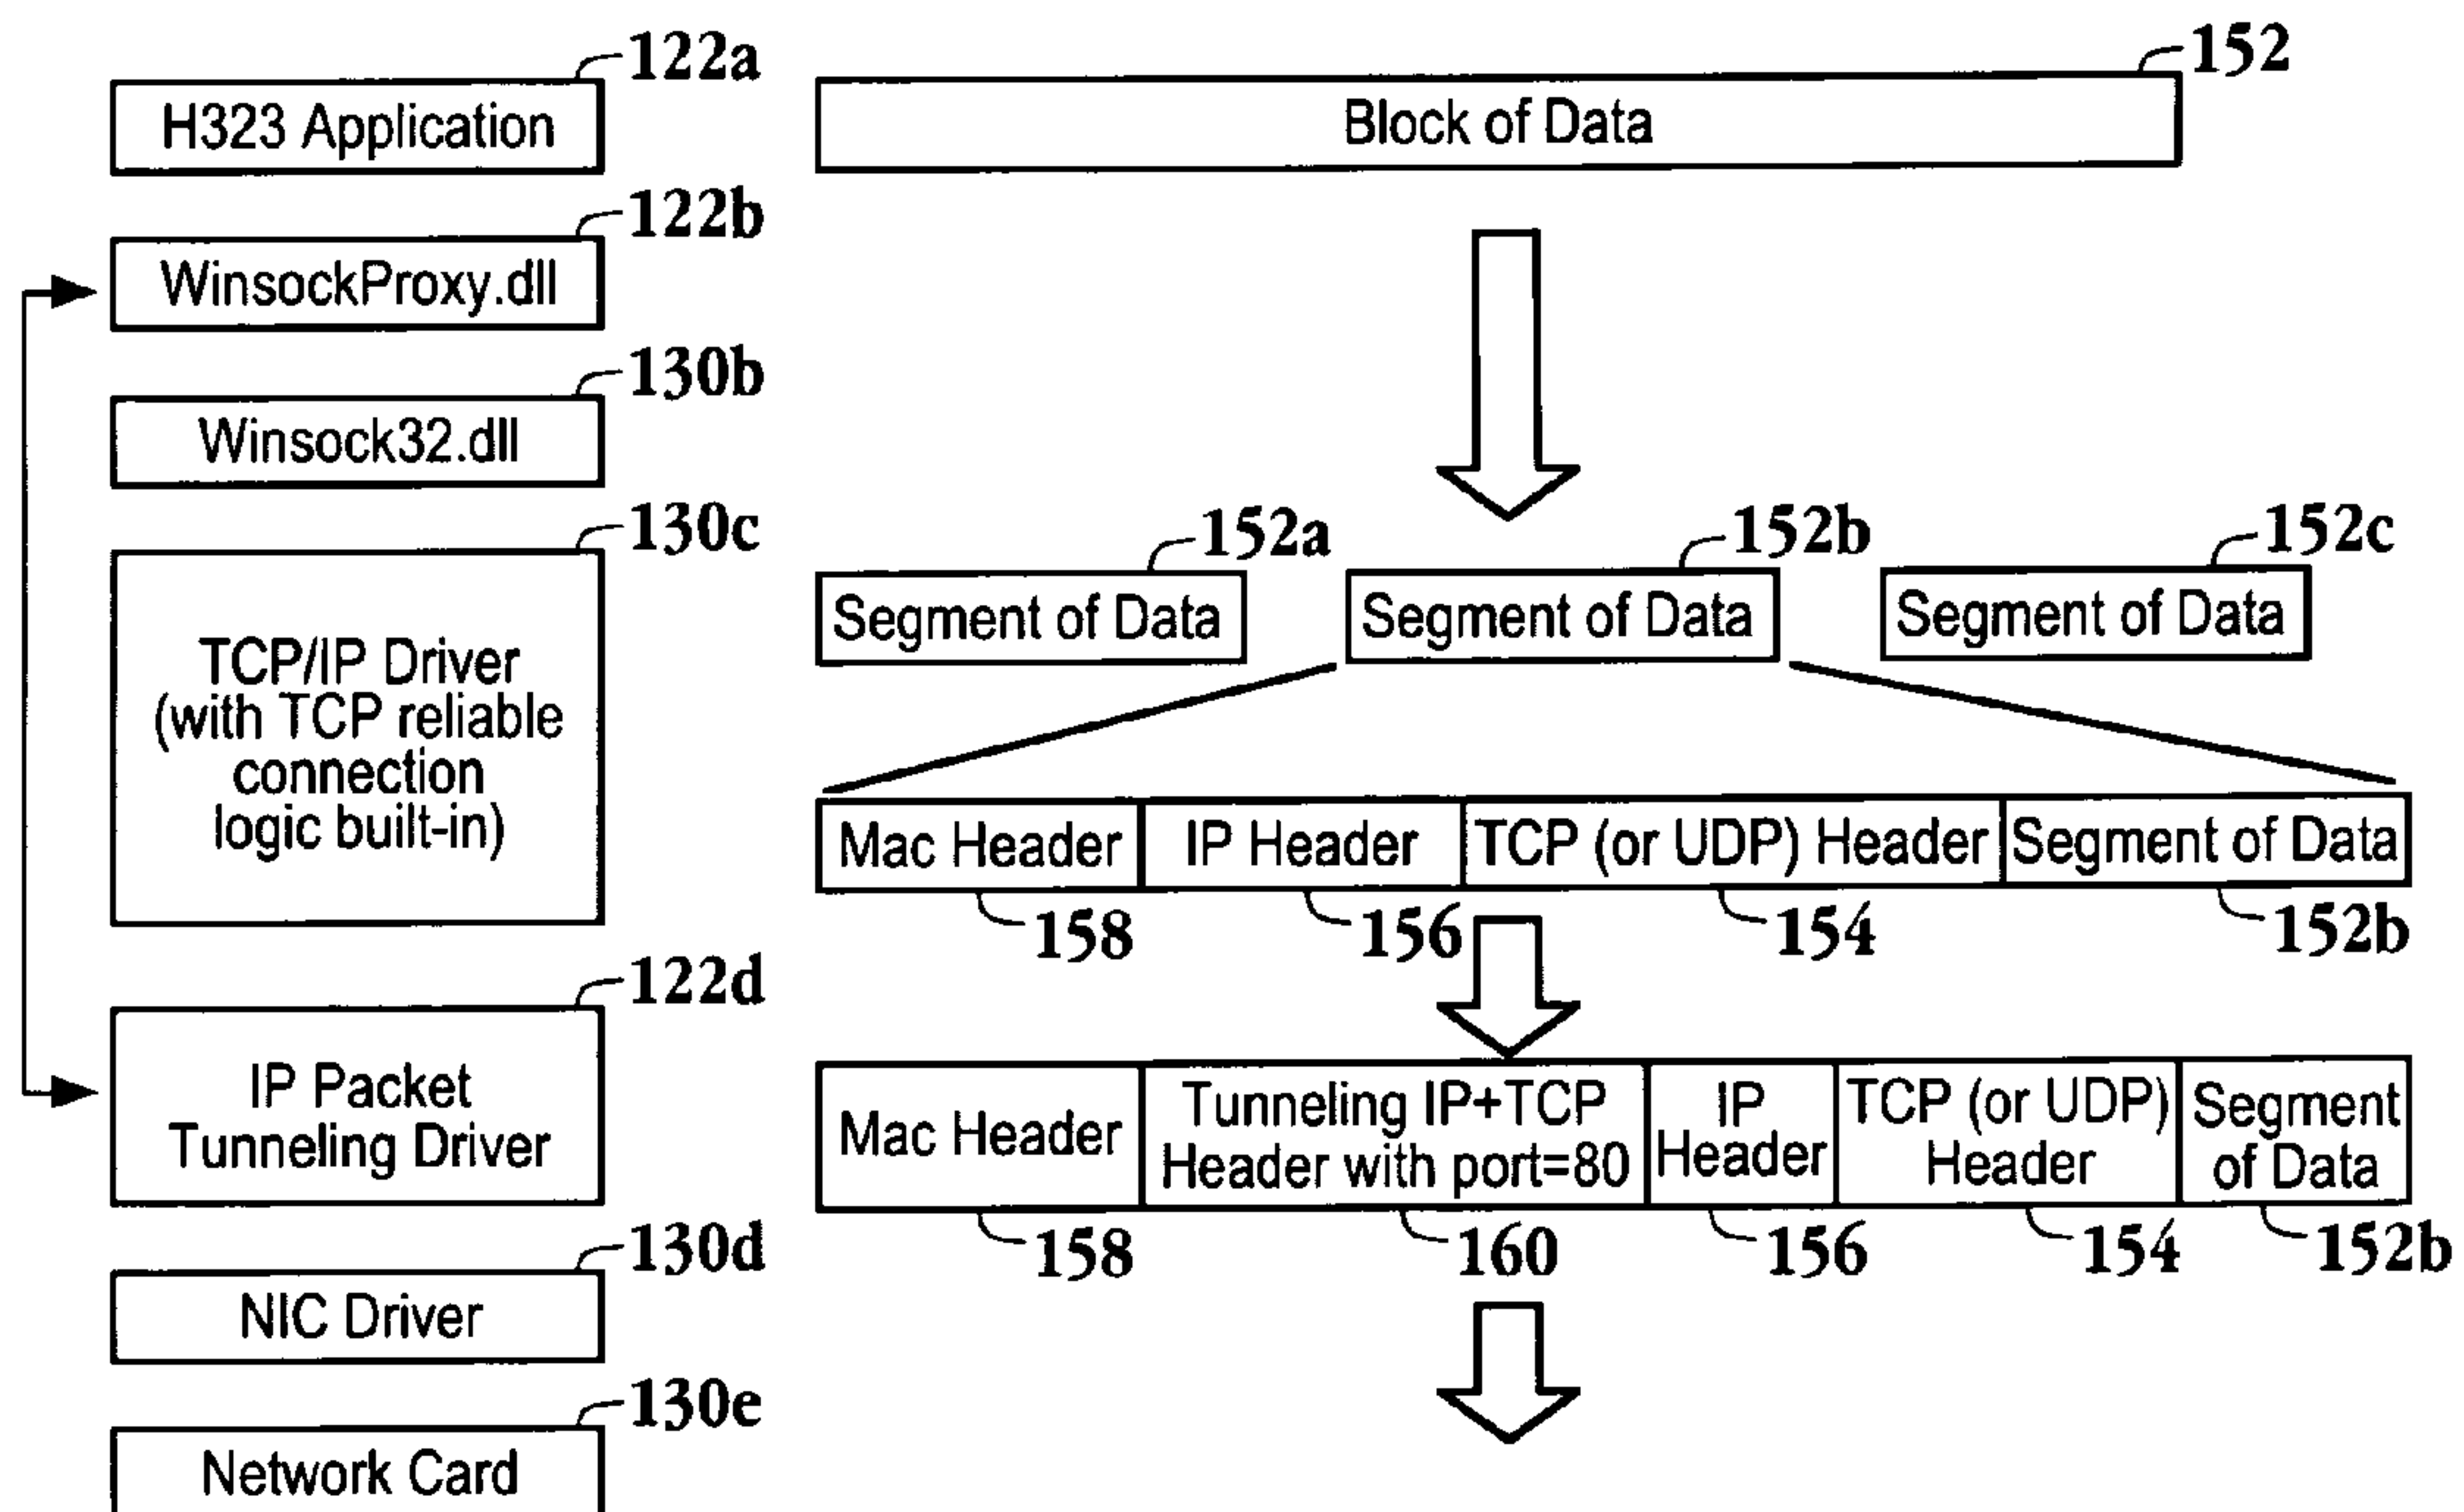 122a
H323 Application
152
Block of Data
122b
WinsockProxy.dll
130b
Winsock32.dll
130c
TCP/IP Driver
(with TCP reliable
connection
logic built-in)
152a
Segment of Data
152b
Segment of Data
152c
Segment of Data
Mac Header
IP Header
TCP (or UDP) Header
Segment of Data
158
156
154
152b
122d
IP Packet
Tunneling Driver
Mac Header
Tunneling IP+TCP
Header with port=80
IP
Header
TCP (or UDP)
Header
Segment
of Data
158
160
156
154
152b
130d
NIC Driver
130e
Network Card